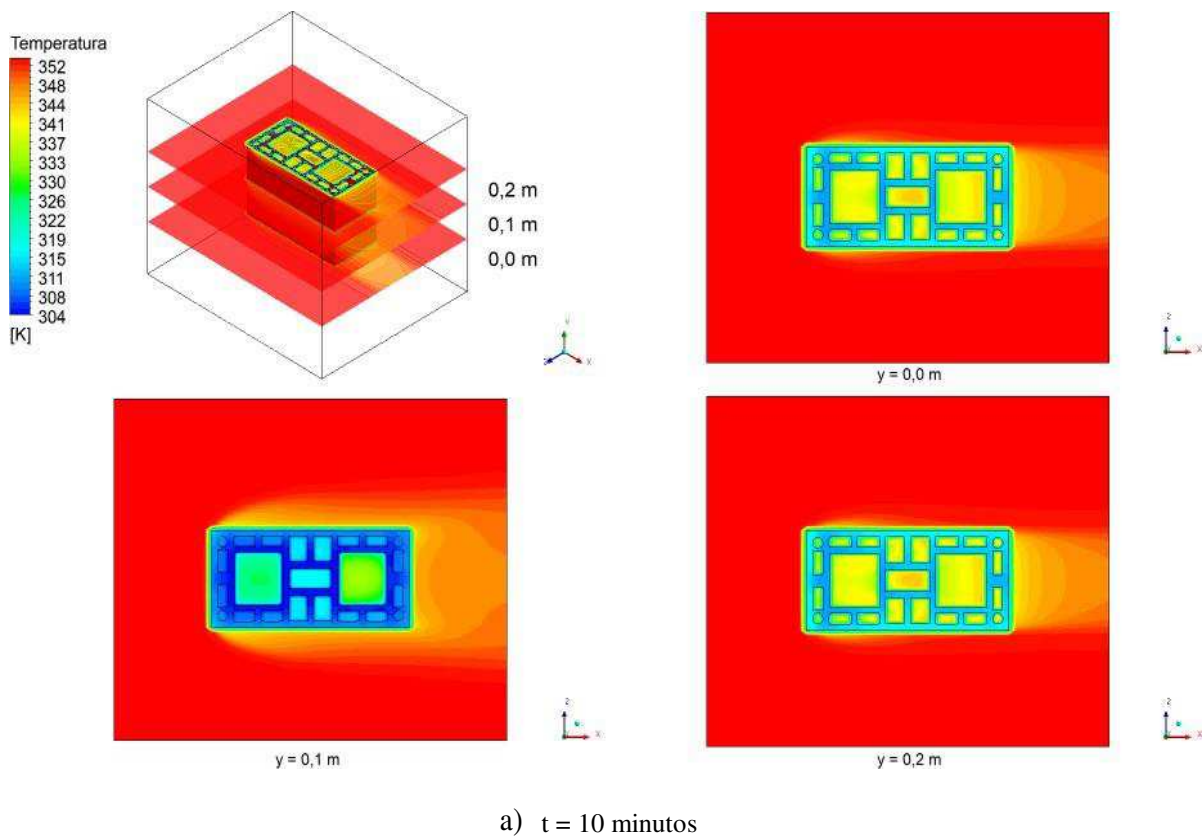 Temperatura
352
348
344
341
337
333
330
326
322
319
315
311
308
304
[K]
0,2 m
0,1 m
0,0 m
Y
Z
X
Z
X
y = 0,0 m
Z
X
y = 0,1 m
Z
X
y = 0,2 m
a) t = 10 minutos